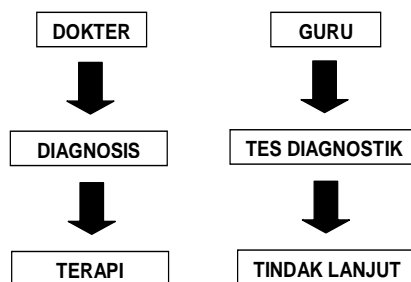 DOKTER
GURU
DIAGNOSIS
TES DIAGNOSTIK
TERAPI
TINDAK LANJUT